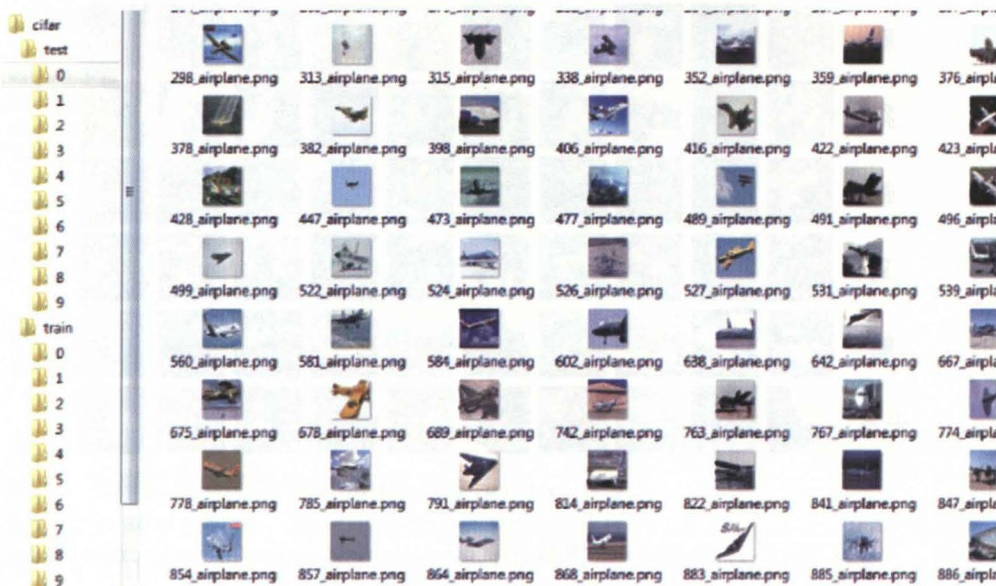 cifar
test
0
1
2
3
4
5
6
7
8
9
train
0
1
2
3
4
5
6
7
8
9
298_airplane.png 313_airplane.png 315_airplane.png 338_airplane.png 352_airplane.png 359_airplane.png 376_airpla
378_airplane.png 382_airplane.png 398_airplane.png 406_airplane.png 416_airplane.png 422_airplane.png 423_airpla
428_airplane.png 447_airplane.png 473_airplane.png 477_airplane.png 489_airplane.png 491_airplane.png 496_airpla
499_airplane.png 522_airplane.png 524_airplane.png 526_airplane.png 527_airplane.png 531_airplane.png 539_airpla
560_airplane.png 581_airplane.png 584_airplane.png 602_airplane.png 638_airplane.png 642_airplane.png 667_airpla
675_airplane.png 678_airplane.png 689_airplane.png 742_airplane.png 763_airplane.png 767_airplane.png 774_airpla
778_airplane.png 785_airplane.png 791_airplane.png 814_airplane.png 822_airplane.png 841_airplane.png 847_airpla
854_airplane.png 857_airplane.png 864_airplane.png 868_airplane.png 883_airplane.png 885_airplane.png 886_airpla